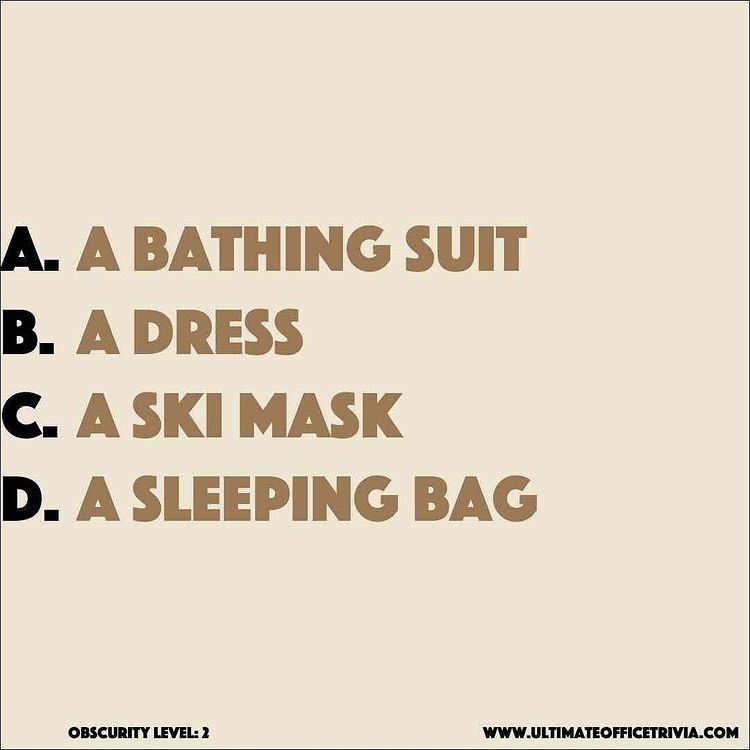 A. A BATHING SUIT
B. A DRESS
C. A SKI MASK
D. A SLEEPING BAG
OBSCURITY LEVEL: 2
WWW.ULTIMATEOFFICETRIVIA.COM